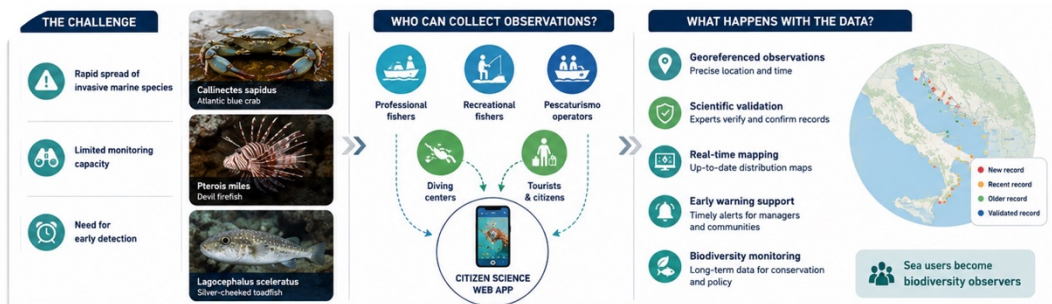 THE CHALLENGE
Rapid spread of
invasive marine species
Limited monitoring
capacity
Need for
early detection
Callinectes sapidus
Atlantic blue crab
Pterois miles
Devil firefish
Lagocephalus sceleratus
Silver-cheeked toadfish
WHO CAN COLLECT OBSERVATIONS?
Professional
fishers
Recreational
fishers
Pescaturismo
operators
Diving
centers
Tourists
& citizens
CITIZEN SCIENCE
WEB APP
WHAT HAPPENS WITH THE DATA?
Georeferenced observations
Precise location and time
Scientific validation
Experts verify and confirm records
Real-time mapping
Up-to-date distribution maps
Early warning support
Timely alerts for managers
and communities
Biodiversity monitoring
Long-term data for conservation
and policy
New record
Recent record
Older record
Validated record
Sea users become
biodiversity observers